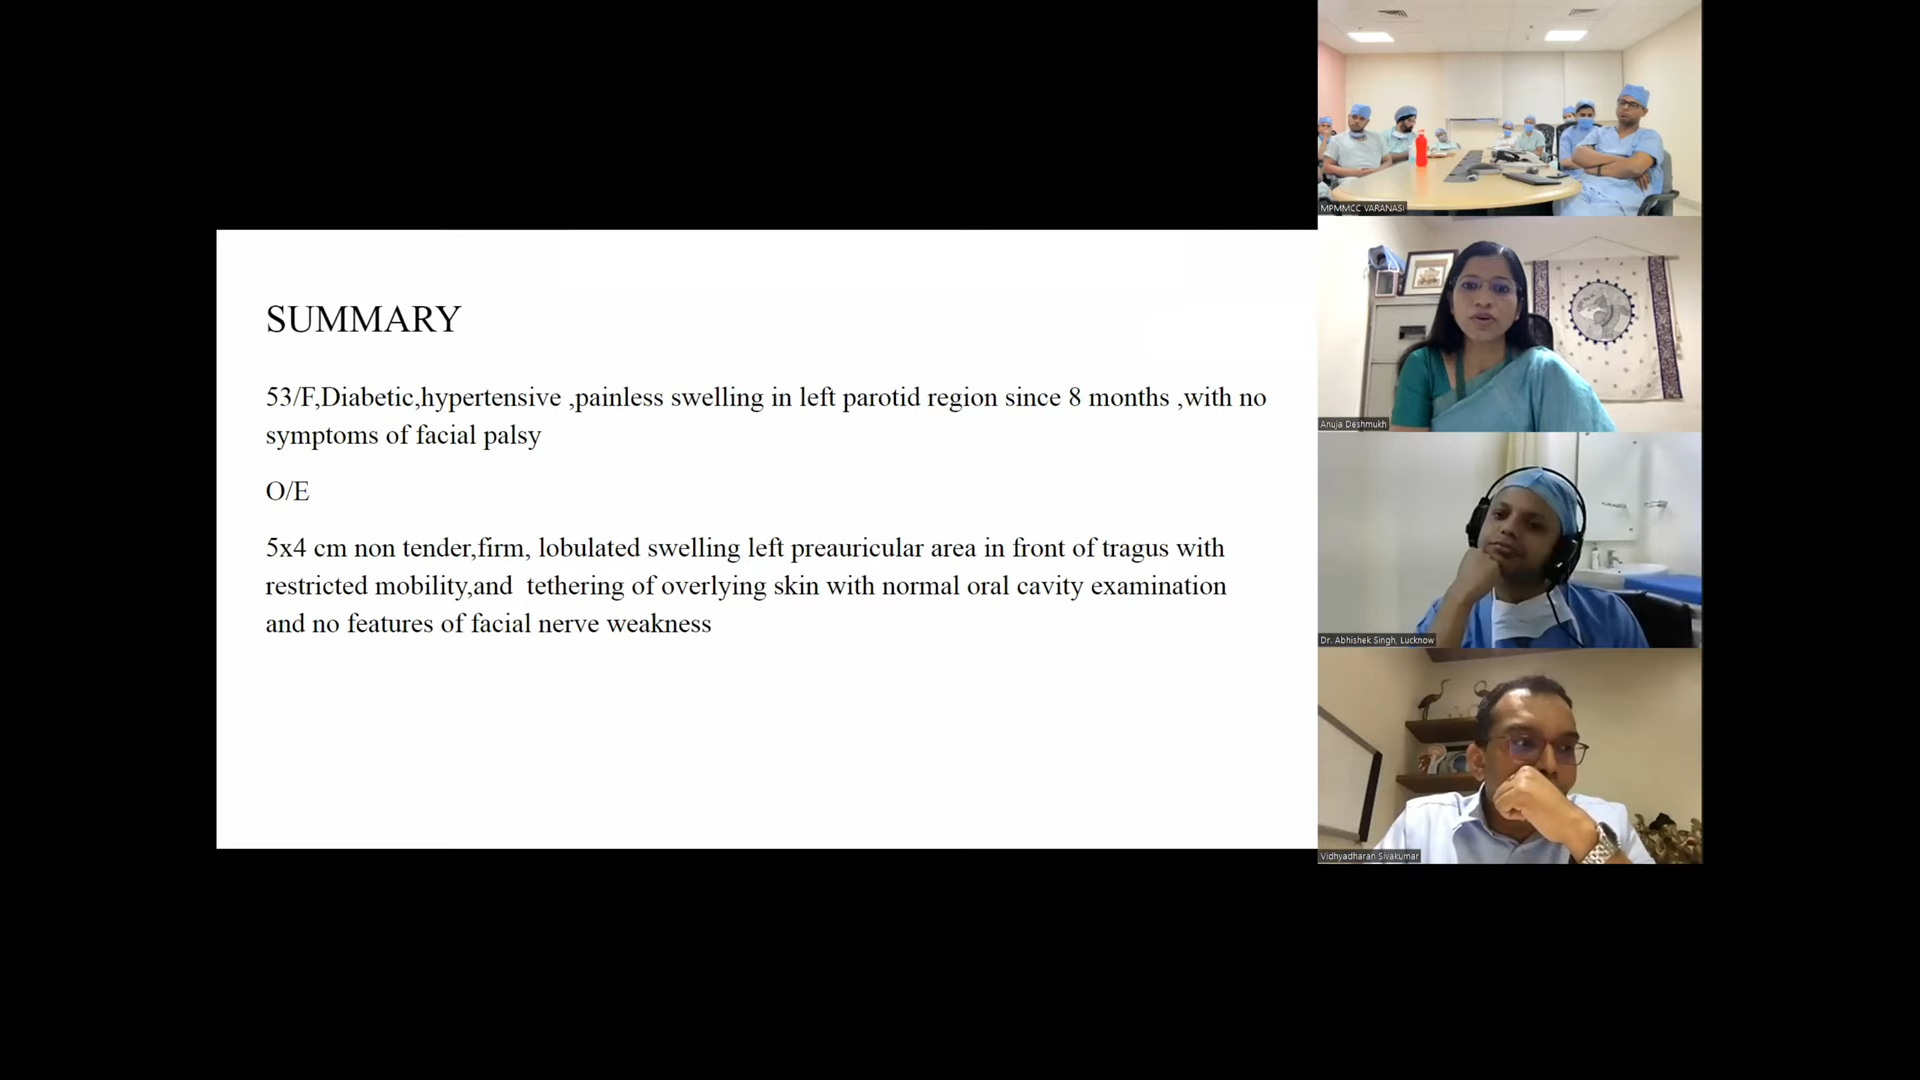 SUMMARY
53/F,Diabetic,hypertensive ,painless swelling in left parotid region since 8 months ,with no
symptoms of facial palsy
O/E
5x4 cm non tender,firm, lobulated swelling left preauricular area in front of tragus with
restricted mobility,and  tethering of overlying skin with normal oral cavity examination
and no features of facial nerve weakness
MPMMCC VARANASI
Anuja Deshmukh
Dr. Abhishek Singh, Lucknow
Vidhyadharan Sivakumar